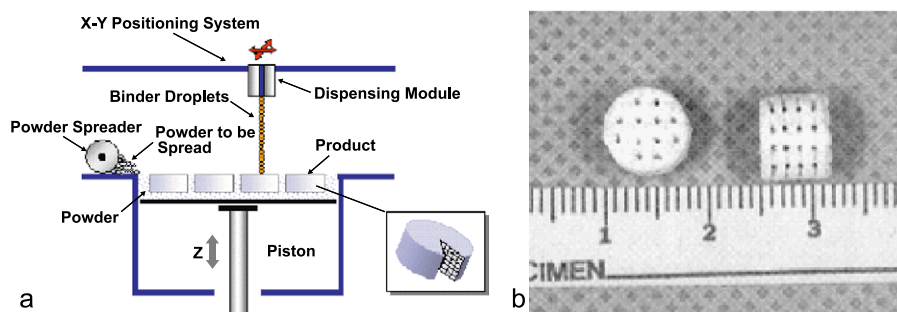 X-Y Positioning System
Binder Droplets
Dispensing Module
Powder Spreader
Powder to be
Spread
Product
Powder
Z
Piston
a
1 2 3
CIMEN
b